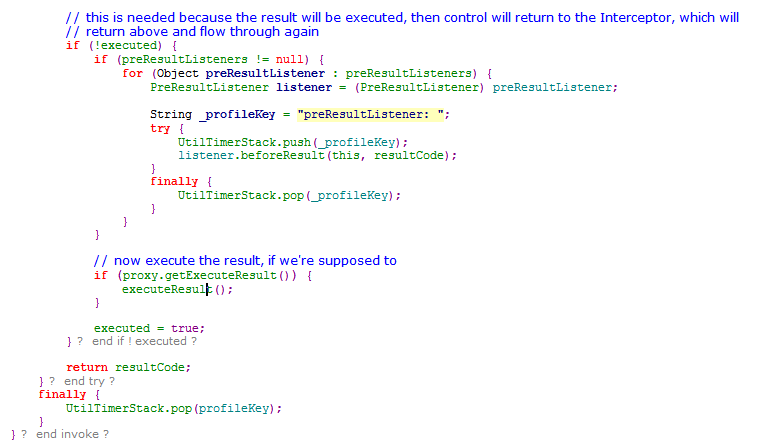 // this is needed because the result will be executed, then control will return to the Interceptor, which will
// return above and flow through again
if (!executed) {
if (preResultListeners != null) {
for (Object preResultListener : preResultListeners) {
PreResultListener listener = (PreResultListener) preResultListener;
String _profileKey = "preResultListener: ";
try {
UtilTimerStack.push(_profileKey);
listener.beforeResult(this, resultCode);
}
finally {
UtilTimerStack.pop(_profileKey);
}
}
}
// now execute the result, if we're supposed to
if (proxy.getExecuteResult()) {
executeResult();
}
executed = true;
} ? end if ! executed ?
return resultCode;
} ? end try ?
finally {
UtilTimerStack.pop(profileKey);
}
} ? end invoke ?